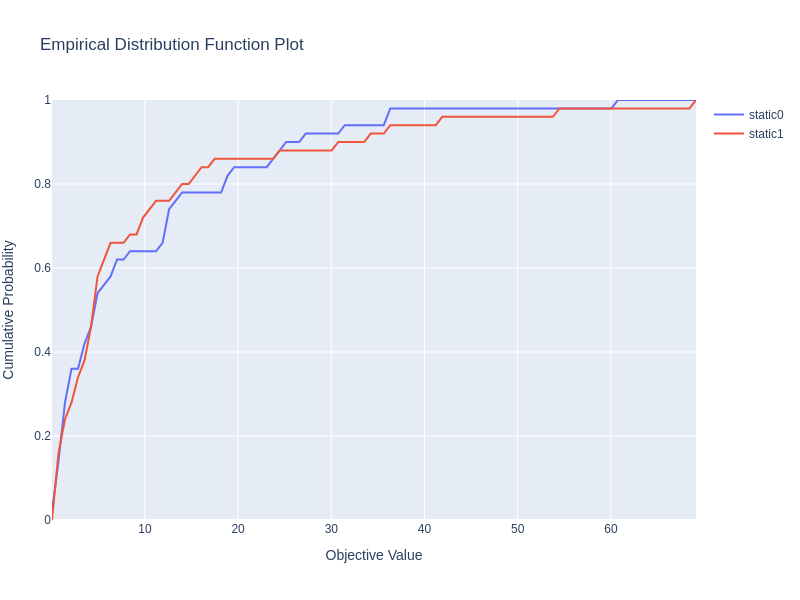 Empirical Distribution Function Plot
1
0.8
0.6
0.4
0.2
0
10
20
30
40
50
60
Cumulative Probability
Objective Value
static0
static1